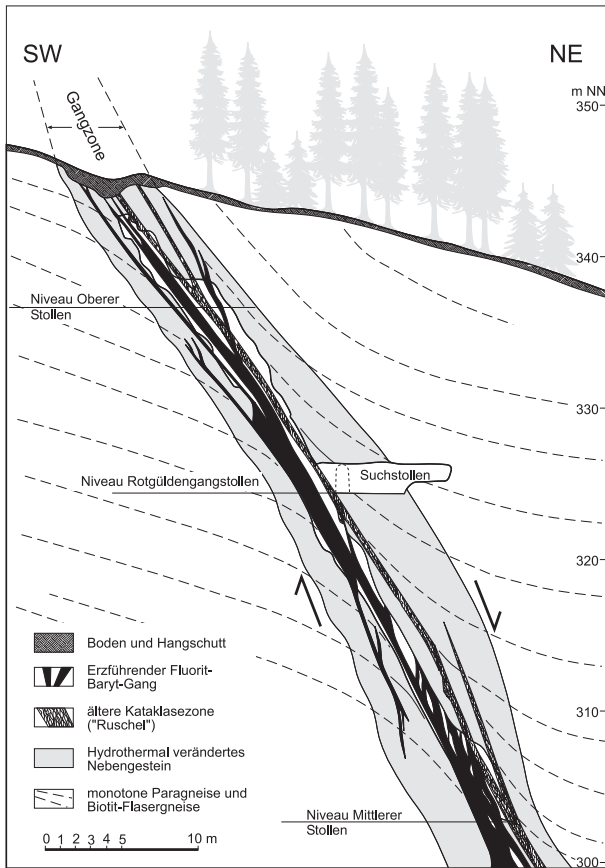 SW
NE
m NN
350
Gangzone
340
Niveau Oberer
Stollen
330
Suchstollen
Niveau Rotgüldengangstollen
320
Boden und Hangschutt
Erzführender Fluorit-
Baryt-Gang
310
ältere Kataklasezone
("Ruschel")
Hydrothermal verändertes
Nebengestein
monotone Paragneise und
Biotit-Flasergneise
Niveau Mittlerer
Stollen
0 1 2 3 4 5 10 m
300